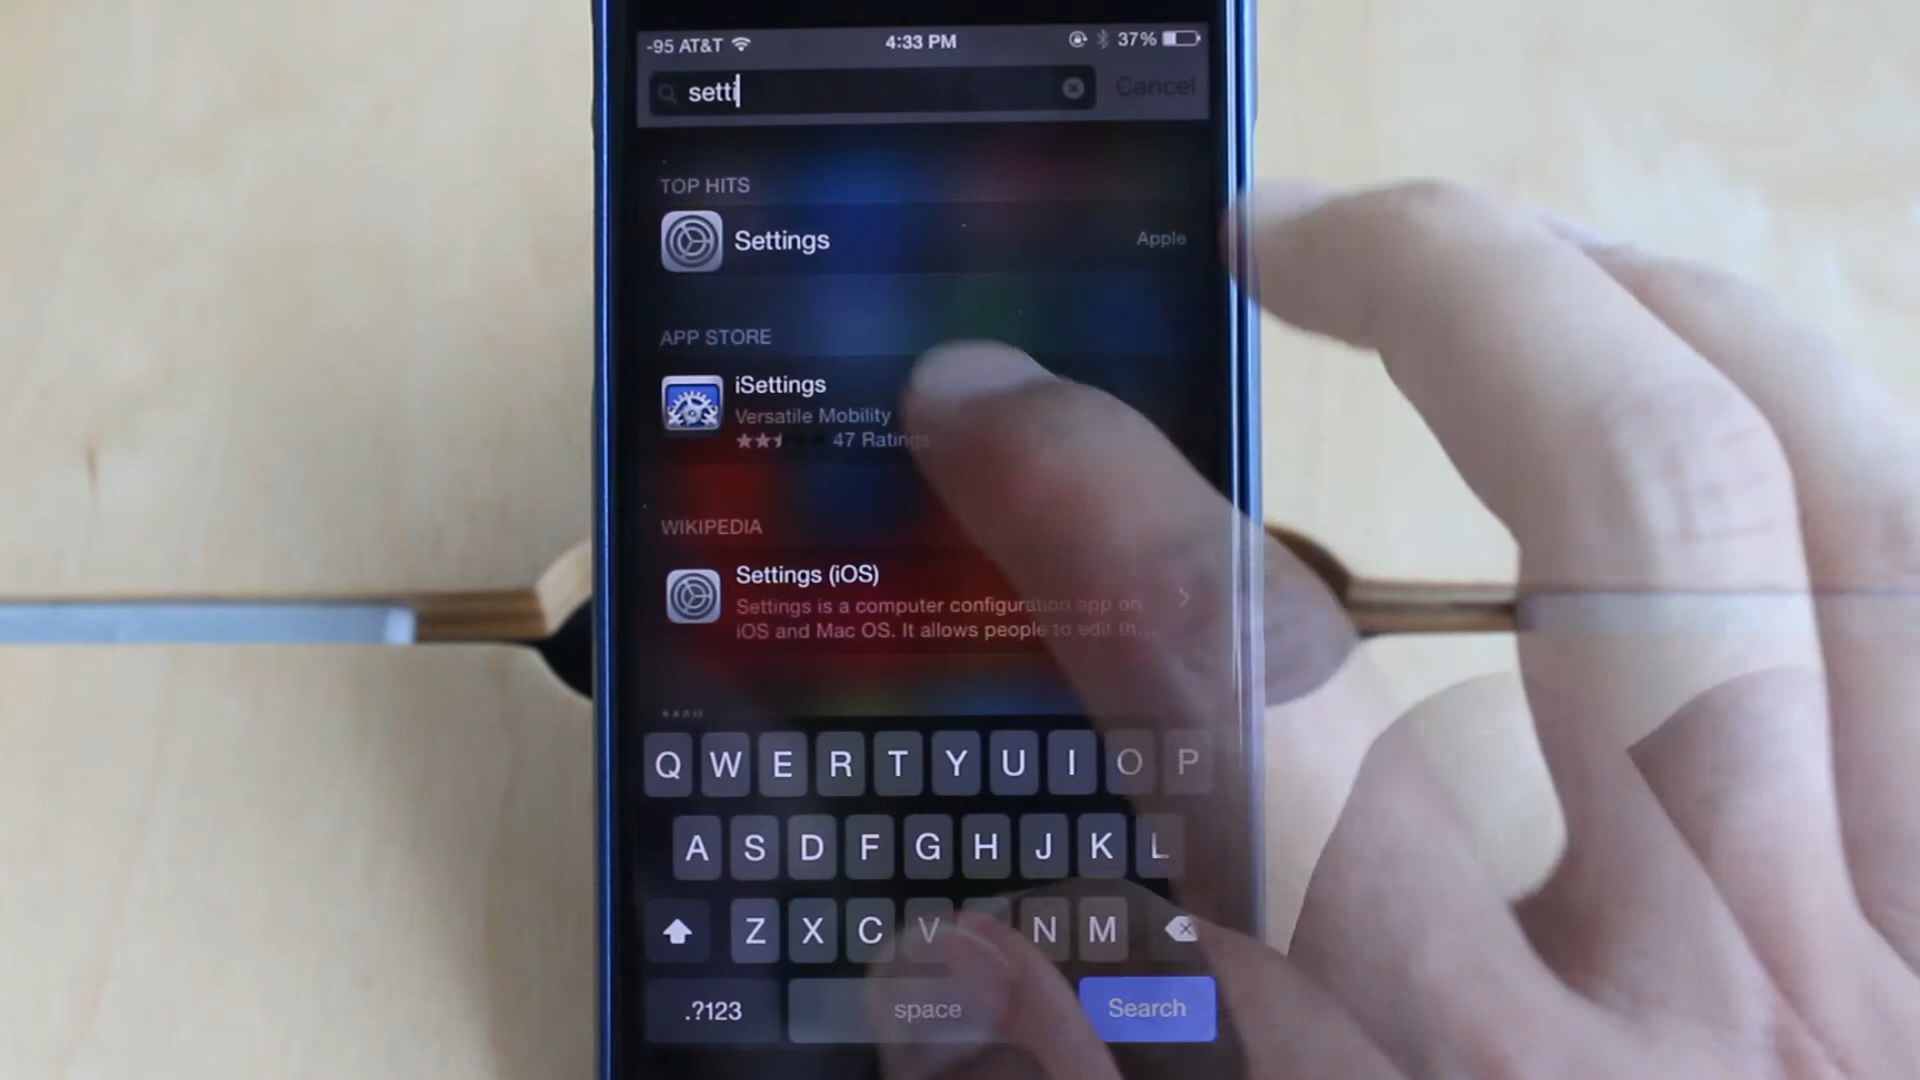 -95 AT&T 4:33 PM 37%
setti Cancel
TOP HITS
Settings Apple
APP STORE
iSettings
Versatile Mobility
47 Ratings
WIKIPEDIA
Settings (iOS)
Settings is a computer configuration app on
iOS and Mac OS. It allows people to edit th...
Q W E R T Y U I O P
A S D F G H J K L
Z X C V N M
.?123 space Search